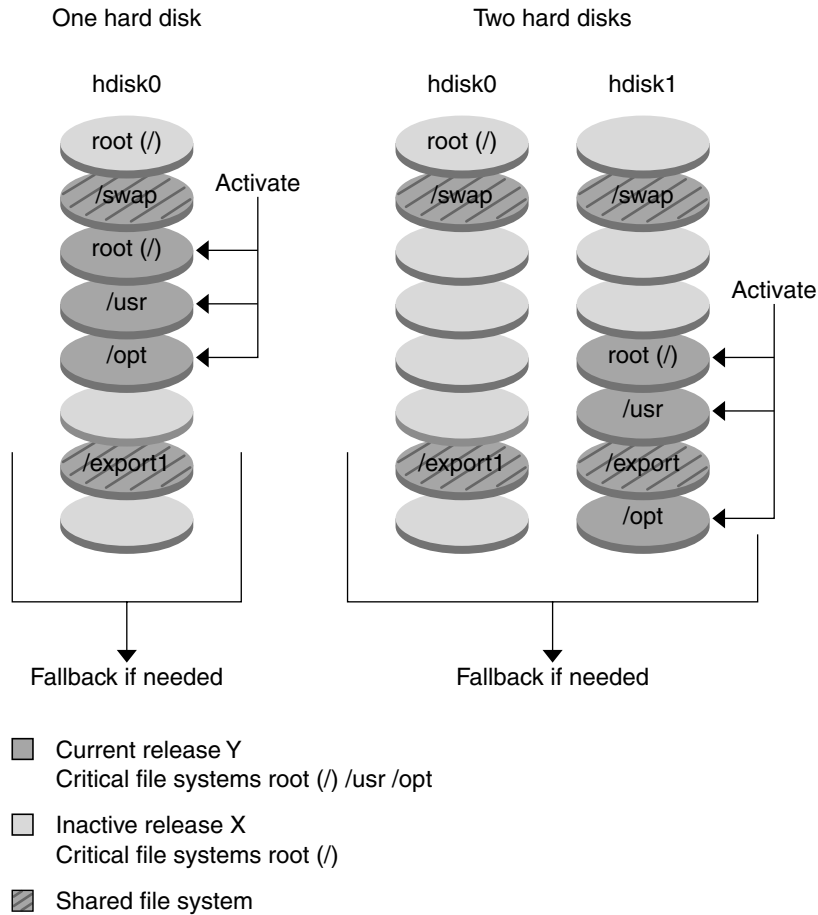 One hard disk
Two hard disks
hdisk0
hdisk0
hdisk1
root (/)
/swap
root (/)
/usr
/opt
/export1
Activate
root (/)
/swap
/export1
/swap
root (/)
/usr
/export
/opt
Activate
Fallback if needed
Fallback if needed
Current release Y
Critical file systems root (/) /usr /opt
Inactive release X
Critical file systems root (/)
Shared file system